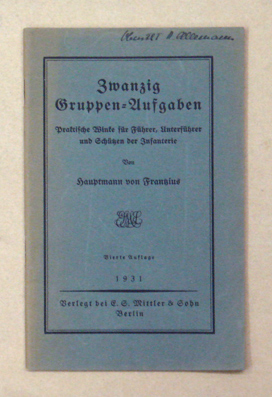 Zwanzig
Gruppen-Aufgaben
Praktische Winke für Führer, Unterführer
und Schützen der Infanterie
Von
Hauptmann von Frantzius
Vierte Auflage
1931
Verlegt bei E. S. Mittler & Sohn
Berlin